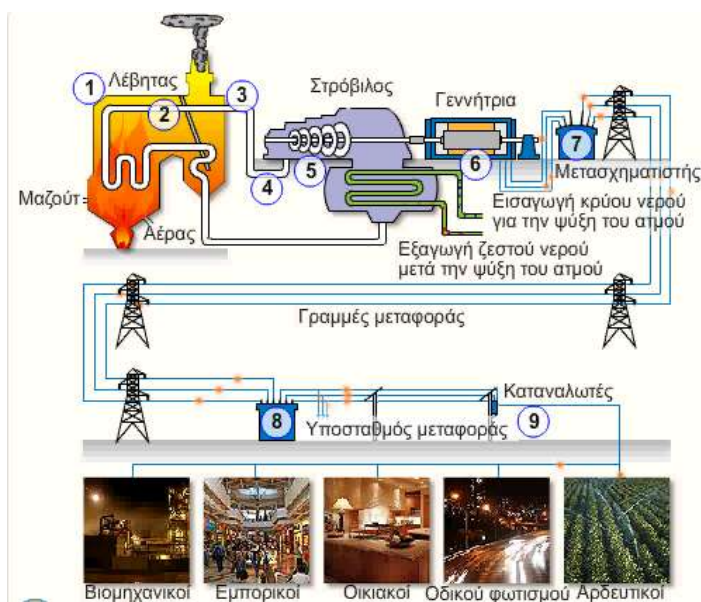 1
Λέβητας
2
3
Στρόβιλος
Γεννήτρια
4
5
6
7
Μετασχηματιστής
Μαζούτ
Αέρας
Εισαγωγή κρύου νερού
για την ψύξη του ατμού
Εξαγωγή ζεστού νερού
μετά την ψύξη του ατμού
Γραμμές μεταφοράς
8
Υποσταθμός μεταφοράς
Καταναλωτές
9
Βιομηχανικοί
Εμπορικοί
Οικιακοί
Οδικού φωτισμού
Αρδευτικοί